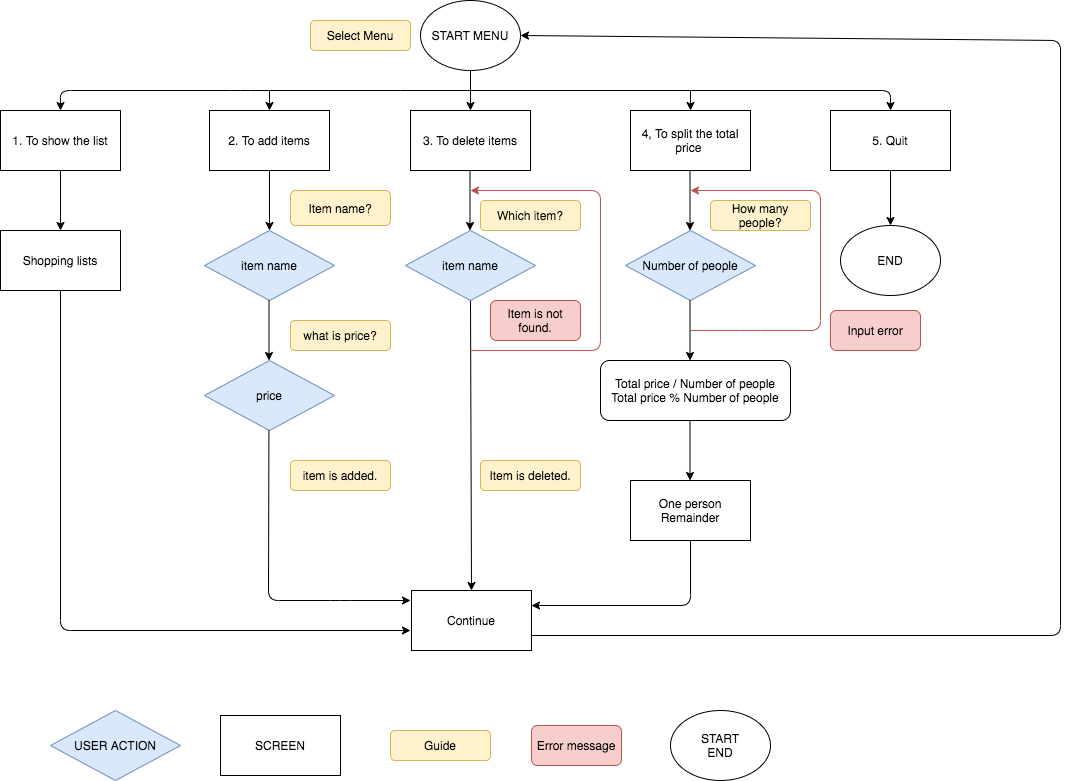 Select Menu
START MENU
1. To show the list
2. To add items
3. To delete items
4, To split the total
price
5. Quit
Item name?
Which item?
How many
people?
Shopping lists
item name
item name
Number of people
END
Item is not
found.
Input error
what is price?
price
Total price / Number of people
Total price % Number of people
item is added.
Item is deleted.
One person
Remainder
Continue
USER ACTION
SCREEN
Guide
Error message
START
END